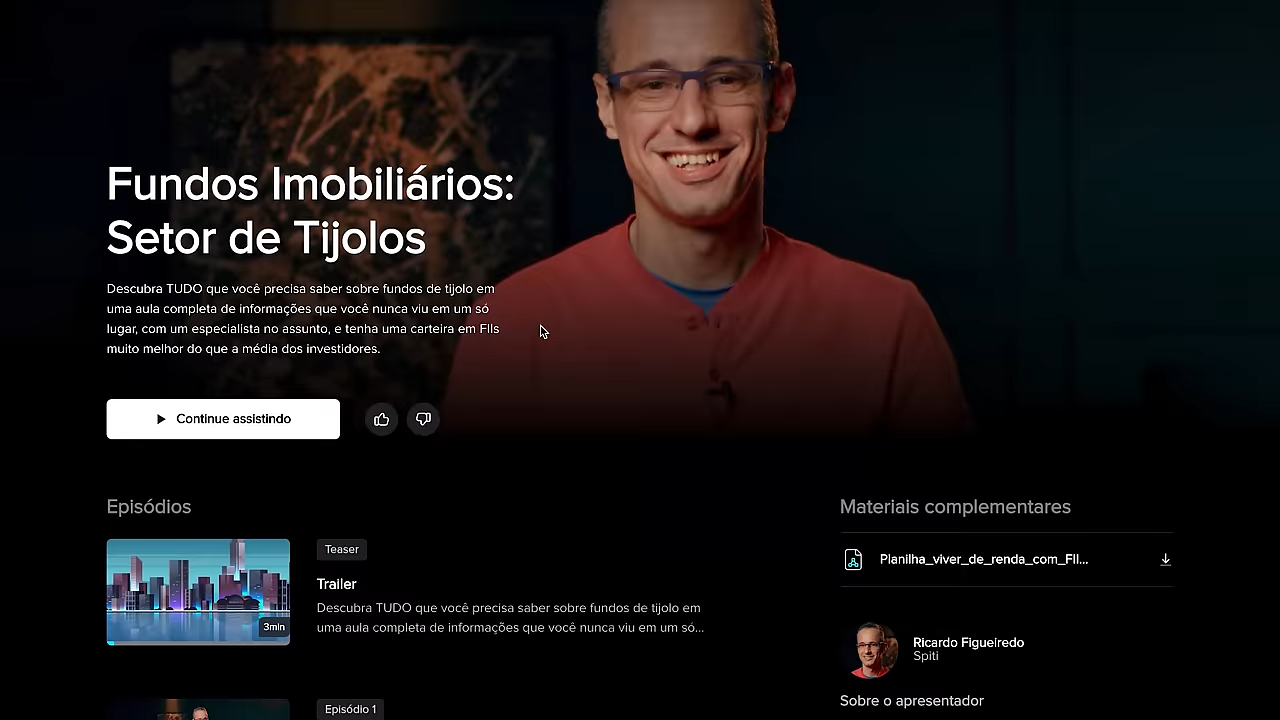 Fundos Imobiliários:
Setor de Tijolos
Descubra TUDO que você precisa saber sobre fundos de tijolo em
uma aula completa de informações que você nunca viu em um só
lugar, com um especialista no assunto, e tenha uma carteira em FIIs
muito melhor do que a média dos investidores.
Continue assistindo
Episódios
3min
Teaser
Trailer
Descubra TUDO que você precisa saber sobre fundos de tijolo em
uma aula completa de informações que você nunca viu em um só...
Episódio 1
Materiais complementares
Planilha_viver_de_renda_com_FII...
Ricardo Figueiredo
Spiti
Sobre o apresentador